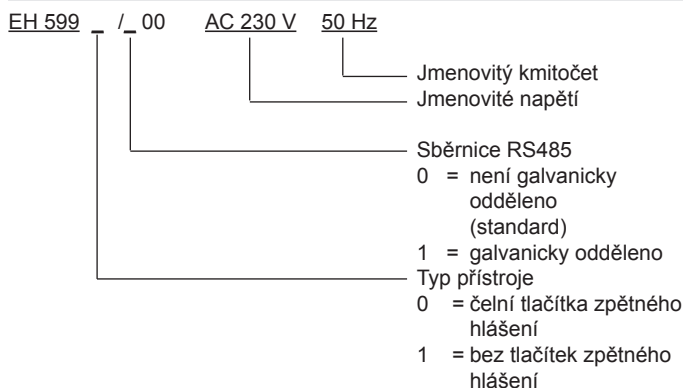 EH 599 _ /_ 00 AC 230 V 50 Hz
Jmenovitý kmitočet
Jmenovité napětí
Sběrnice RS485
0 = není galvanicky
odděleno
(standard)
1 = galvanicky odděleno
Typ přístroje
0 = čelní tlačítka zpětného
hlášení
1 = bez tlačítek zpětného
hlášení